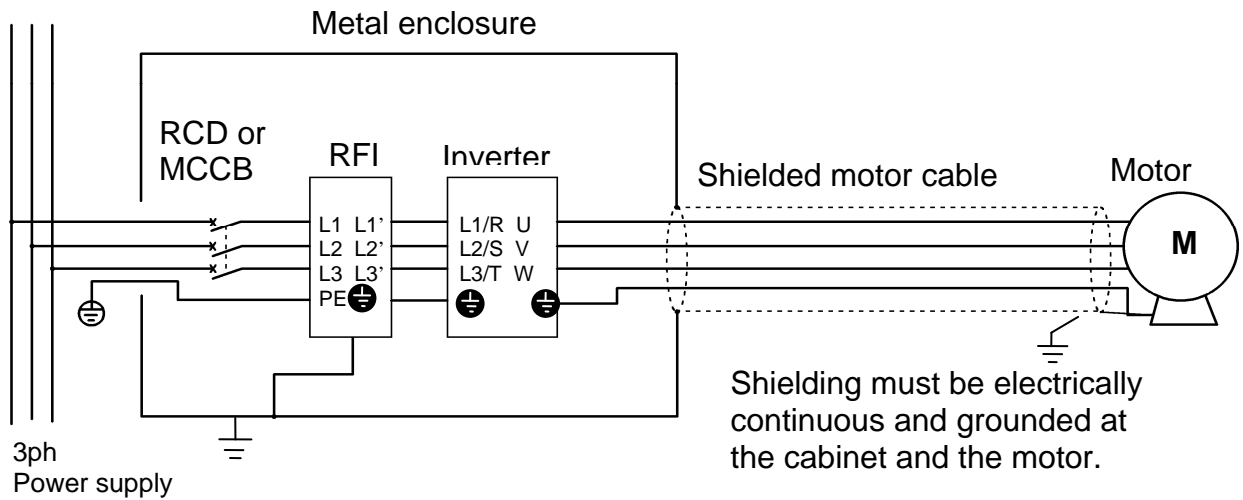 Metal enclosure
RCD or
MCCB
RFI
Inverter
Shielded motor cable
Motor
L1 L1’
L2 L2’
L3 L3’
PE
L1/R U
L2/S V
L3/T W
M
Shielding must be electrically
continuous and grounded at
the cabinet and the motor.
3ph
Power supply